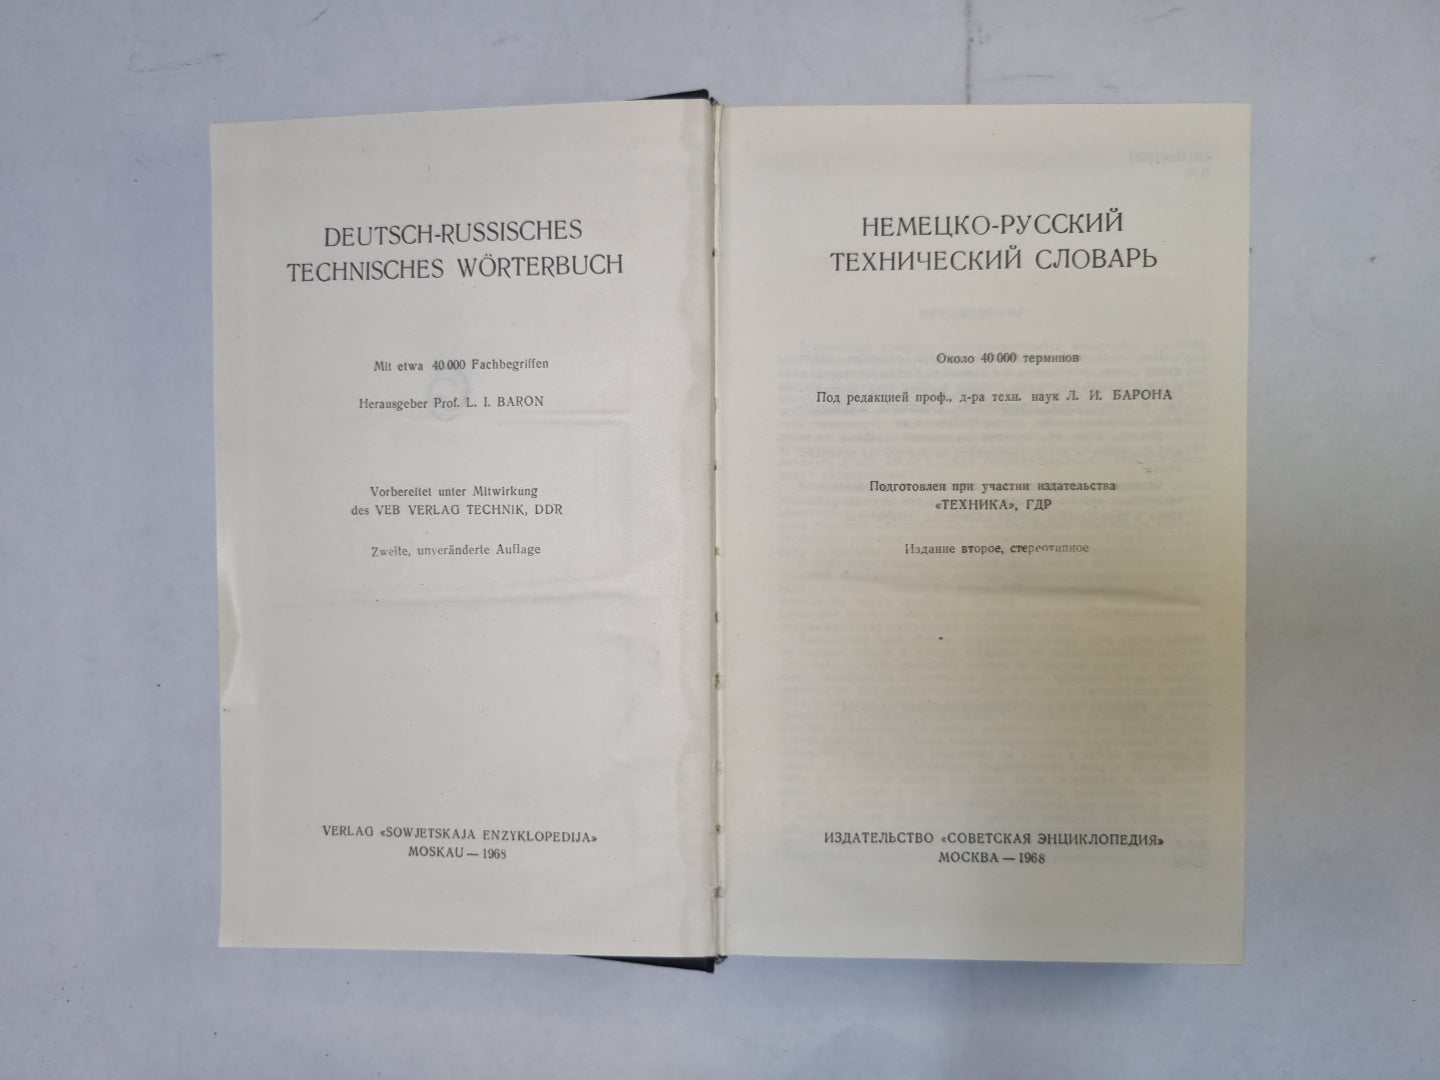 DEUTSCH-RUSSISCHES
TECHNISCHES WÖRTERBUCH
Mit etwa 40 000 Fachbegriffen
Herausgeber Prof. L. I. BARON
Vorbereitet unter Mitwirkung
des VEB VERLAG TECHNIK, DDR
Zweite, unveränderte Auflage
VERLAG «SOWJETSKAJA ENZYKLOPEDIJA»
MOSKAU — 1968
НЕМЕЦКО-РУССКИЙ
ТЕХНИЧЕСКИЙ СЛОВАРЬ
Около 40 000 терминов
Под редакцией проф., д-ра техн. наук Л. И. БАРОНА
Подготовлен при участии издательства
«ТЕХНИКА», ГДР
Издание второе, стереотипное
ИЗДАТЕЛЬСТВО «СОВЕТСКАЯ ЭНЦИКЛОПЕДИЯ»
МОСКВА — 1968